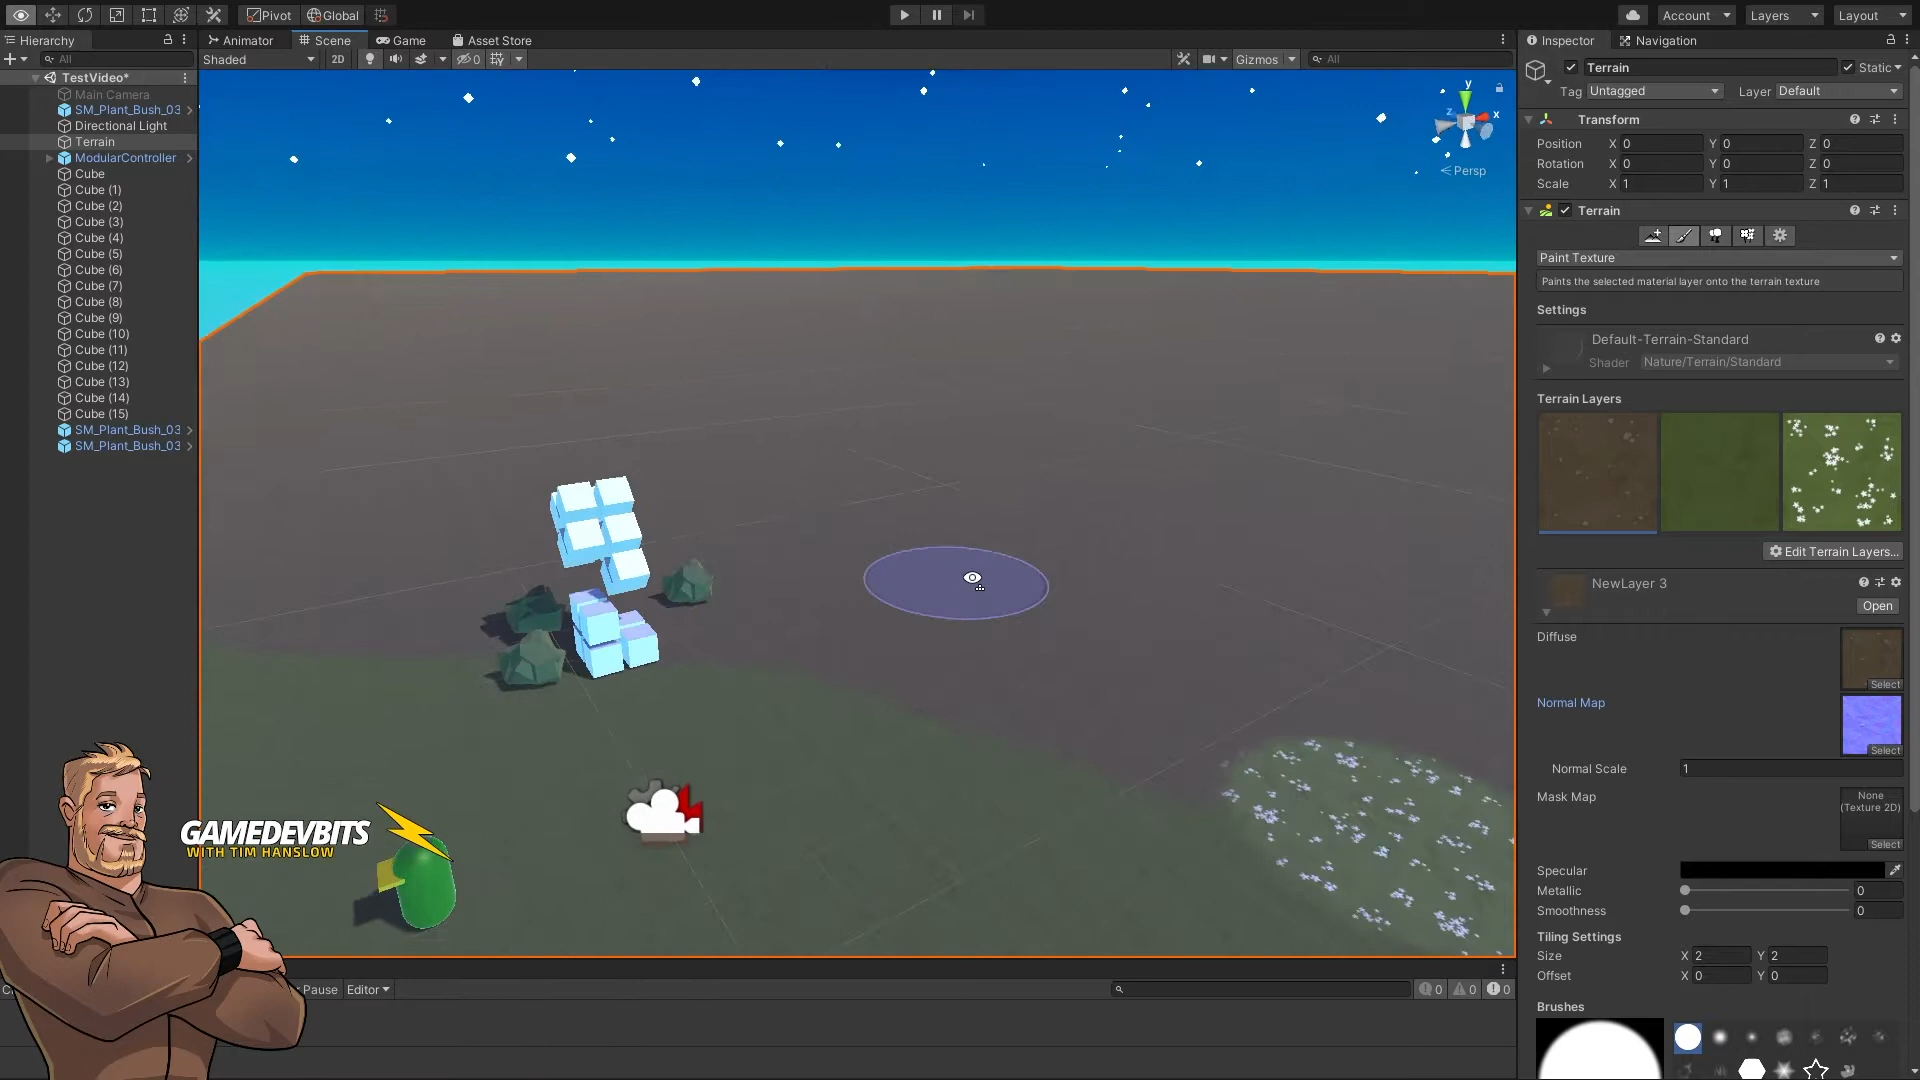 Pivot Global Account Layers Layout
Hierarchy Animator Scene Game Asset Store Inspector Navigation
All Shaded 2D 0 Gizmos All
TestVideo*
Main Camera
SM_Plant_Bush_03
Directional Light
Terrain
ModularController
Cube
Cube (1)
Cube (2)
Cube (3)
Cube (4)
Cube (5)
Cube (6)
Cube (7)
Cube (8)
Cube (9)
Cube (10)
Cube (11)
Cube (12)
Cube (13)
Cube (14)
Cube (15)
SM_Plant_Bush_03
SM_Plant_Bush_03
y
x
z
Persp
GAMEDEVBITS
WITH TIM HANSLOW
Pause Editor 0 0 0
Terrain Static
Tag Untagged Layer Default
Transform
Position X 0 Y 0 Z 0
Rotation X 0 Y 0 Z 0
Scale X 1 Y 1 Z 1
Terrain
Paint Texture
Paints the selected material layer onto the terrain texture
Settings
Default-Terrain-Standard
Shader Nature/Terrain/Standard
Terrain Layers
Edit Terrain Layers...
NewLayer 3
Open
Diffuse
Select
Normal Map
Select
Normal Scale 1
Mask Map
None
(Texture 2D)
Select
Specular
Metallic 0
Smoothness 0
Tiling Settings
Size X 2 Y 2
Offset X 0 Y 0
Brushes